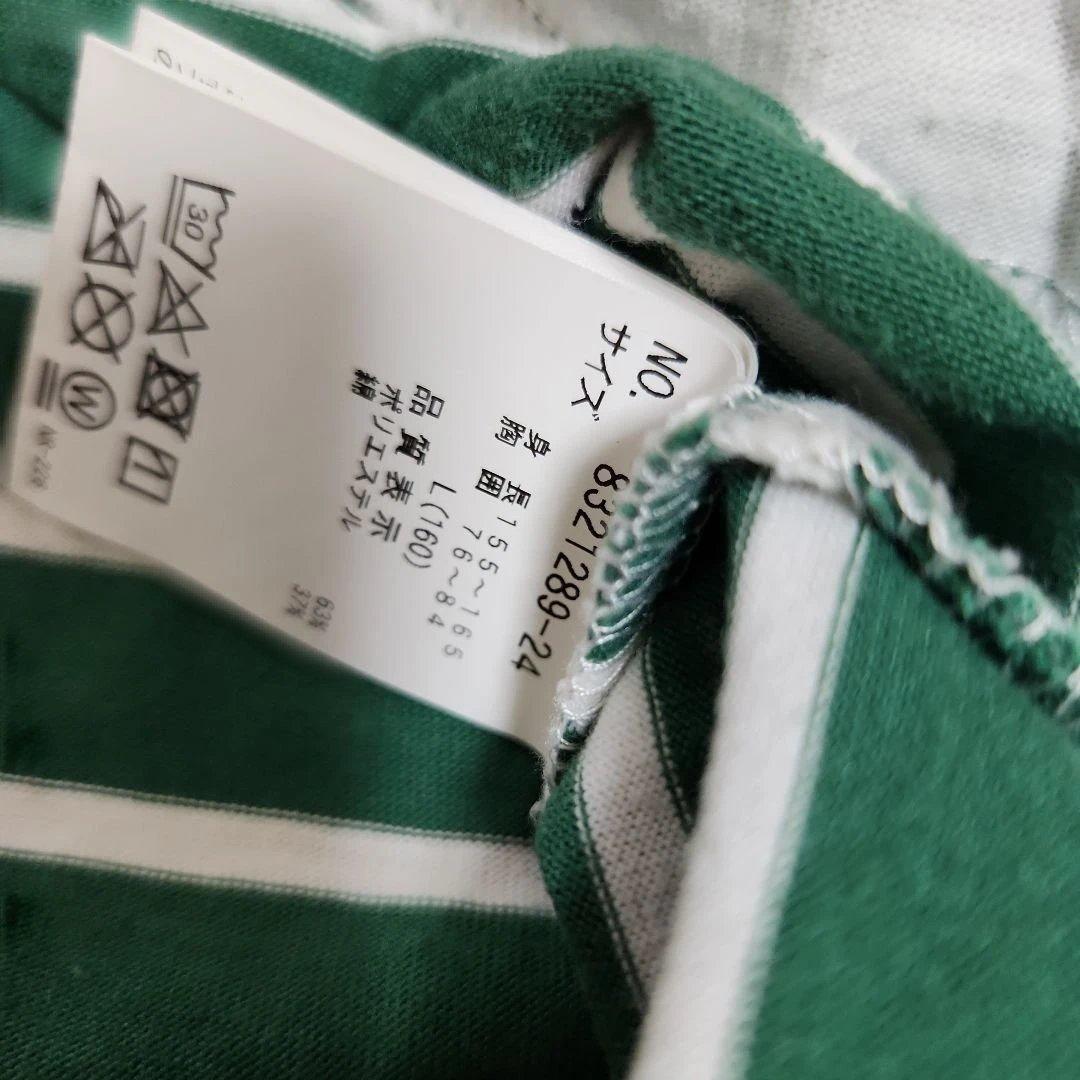 NO. 8321289-24
サイズ
身長 155~165
胸囲 76~84
L(160)
品質表示
ポリエステル 63%
綿 37%
30
W